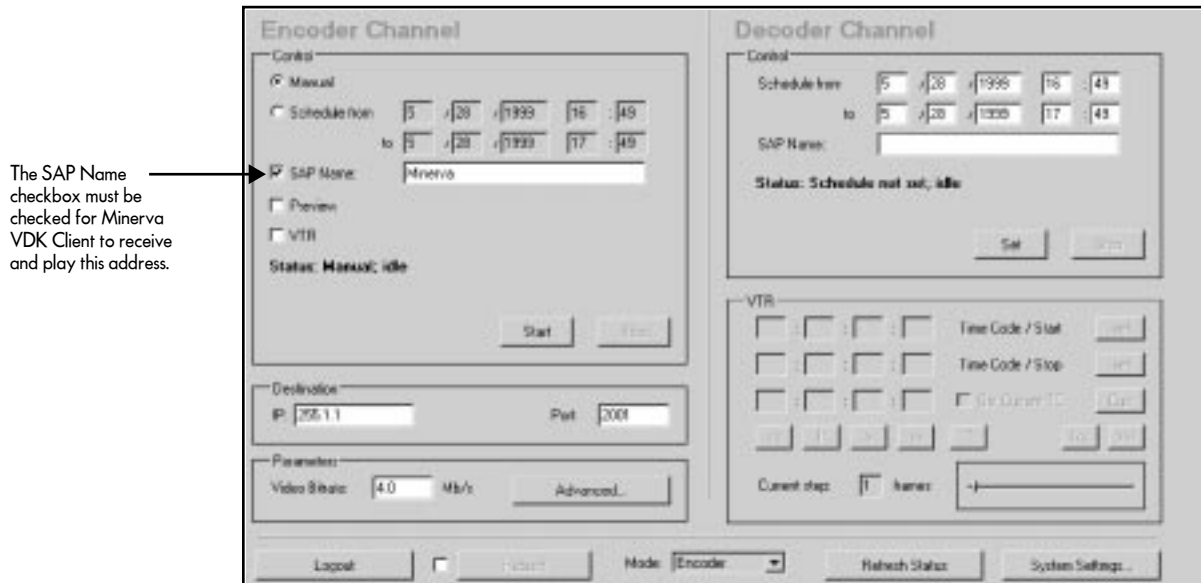 Encoder Channel
Control
Manual
Schedule from 5 / 28 / 1999 16 : 49
to 5 / 28 / 1999 17 : 49
SAP Name: Minerva
Preview
VTR
Status: Manual; idle
Start
Destination
IP: 255.1.1 Port: 2001
Parameters
Video Bitrate: 4.0 Mb/s Advanced...
The SAP Name
checkbox must be
checked for Minerva
VDK Client to receive
and play this address.
Decoder Channel
Control
Schedule from 5 / 28 / 1999 16 : 49
to 5 / 28 / 1999 17 : 49
SAP Name:
Status: Schedule not set; idle
Set
VTR
: : : Time Code / Start
: : : Time Code / Stop
: : :
Current step: 1 frames
Logout Mode: Encoder Refresh Status System Settings...